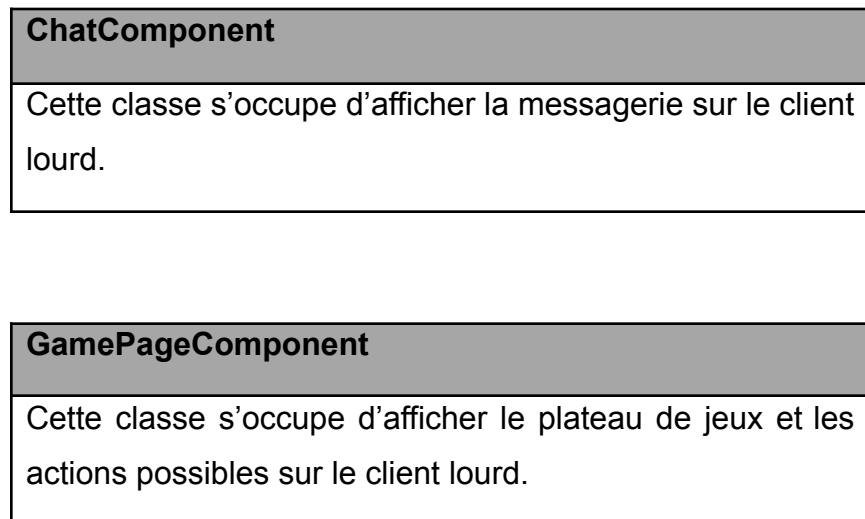 ChatComponent
Cette classe s’occupe d’afficher la messagerie sur le client
lourd.
GamePageComponent
Cette classe s’occupe d’afficher le plateau de jeux et les
actions possibles sur le client lourd.